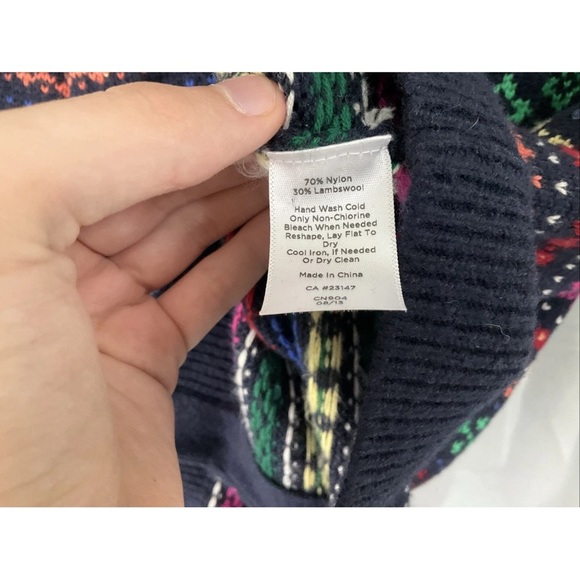 70% Nylon
30% Lambswool
Hand Wash Cold
Only Non-Chlorine
Bleach When Needed
Reshape, Lay Flat To
Dry
Cool Iron, If Needed
Or Dry Clean
Made In China
CA #23147
CN904
08/13